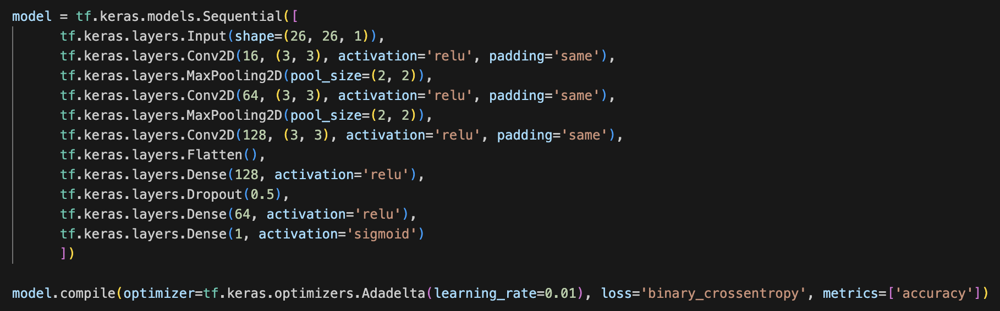 model = tf.keras.models.Sequential([
      tf.keras.layers.Input(shape=(26, 26, 1)),
      tf.keras.layers.Conv2D(16, (3, 3), activation='relu', padding='same'),
      tf.keras.layers.MaxPooling2D(pool_size=(2, 2)),
      tf.keras.layers.Conv2D(64, (3, 3), activation='relu', padding='same'),
      tf.keras.layers.MaxPooling2D(pool_size=(2, 2)),
      tf.keras.layers.Conv2D(128, (3, 3), activation='relu', padding='same'),
      tf.keras.layers.Flatten(),
      tf.keras.layers.Dense(128, activation='relu'),
      tf.keras.layers.Dropout(0.5),
      tf.keras.layers.Dense(64, activation='relu'),
      tf.keras.layers.Dense(1, activation='sigmoid')
      ])

model.compile(optimizer=tf.keras.optimizers.Adadelta(learning_rate=0.01), loss='binary_crossentropy', metrics=['accuracy'])